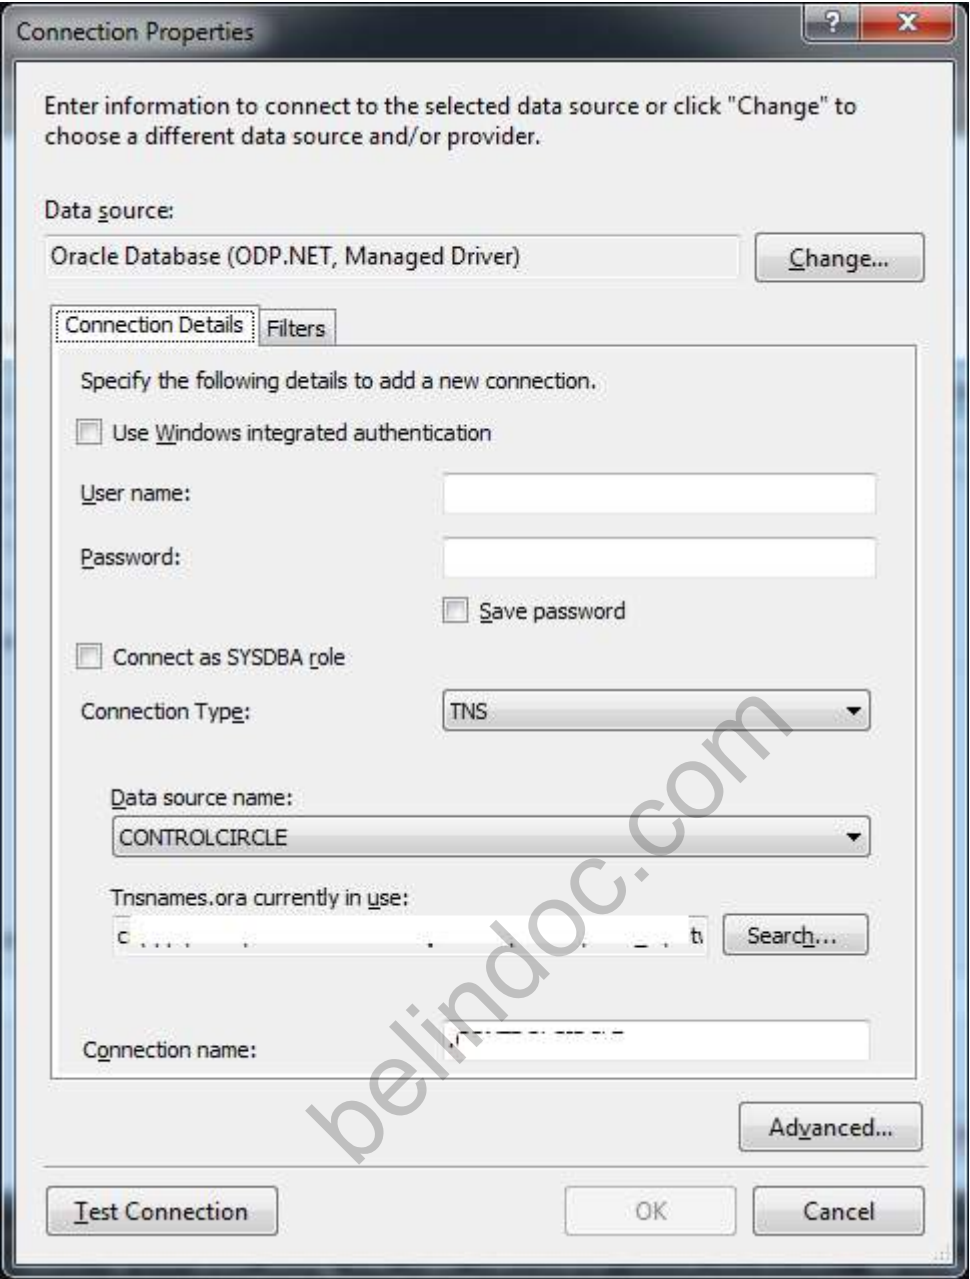 Connection Properties
?
Enter information to connect to the selected data source or click "Change" to
choose a different data source and/or provider.
Data source:
Oracle Database (ODP.NET, Managed Driver)
Change...
Connection Details
Filters
Specify the following details to add a new connection.
Use Windows integrated authentication
User name:
Password:
Save password
Connect as SYSDBA role
Connection Type:
TNS
Data source name:
CONTROLCIRCLE
Tnsnames.ora currently in use:
Search...
Connection name:
Advanced...
Test Connection
OK
Cancel
belindoc.com